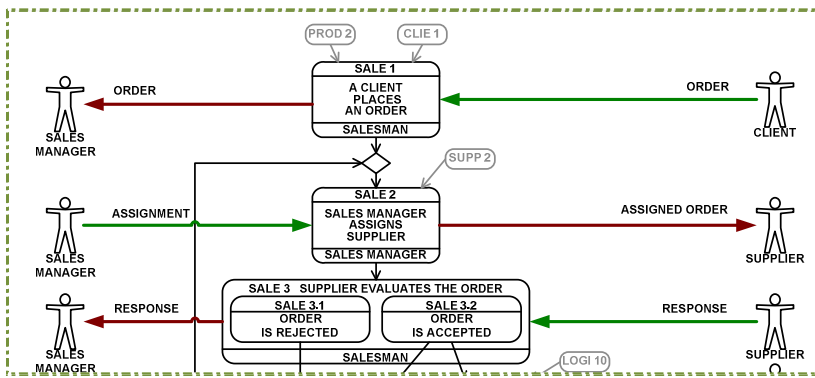 PROD 2
CLIE 1
SALE 1
A CLIENT
PLACES
AN ORDER
SALESMAN
ORDER
ORDER
SALES
MANAGER
CLIENT
SUPP 2
SALE 2
SALES MANAGER
ASSIGNS
SUPPLIER
SALES MANAGER
ASSIGNMENT
ASSIGNED ORDER
SALES
MANAGER
SUPPLIER
SALE 3 SUPPLIER EVALUATES THE ORDER
SALE 3.1
ORDER
IS REJECTED
SALE 3.2
ORDER
IS ACCEPTED
SALESMAN
RESPONSE
RESPONSE
SALES
MANAGER
SUPPLIER
LOGI 10